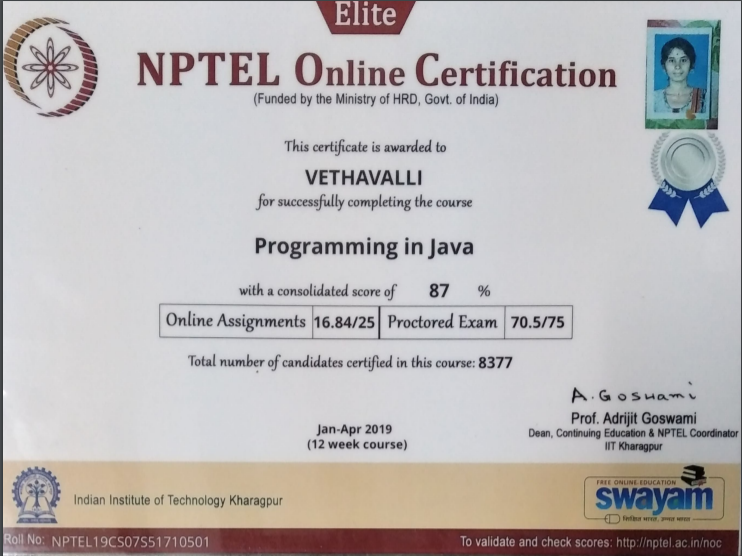 Elite
NPTEL Online Certification
(Funded by the Ministry of HRD, Govt. of India)
This certificate is awarded to
VETHAVALLI
for successfully completing the course
Programming in Java
with a consolidated score of 87 %
Online Assignments 16.84/25 Proctored Exam 70.5/75
Total number of candidates certified in this course: 8377
A. Goswami
Prof. Adrijit Goswami
Dean, Continuing Education & NPTEL Coordinator
IIT Kharagpur
Jan-Apr 2019
(12 week course)
Indian Institute of Technology Kharagpur
FREE ONLINE EDUCATION
swayam
शिक्षित भारत, उन्नत भारत
Roll No: NPTEL19CS07S51710501
To validate and check scores: http://nptel.ac.in/noc